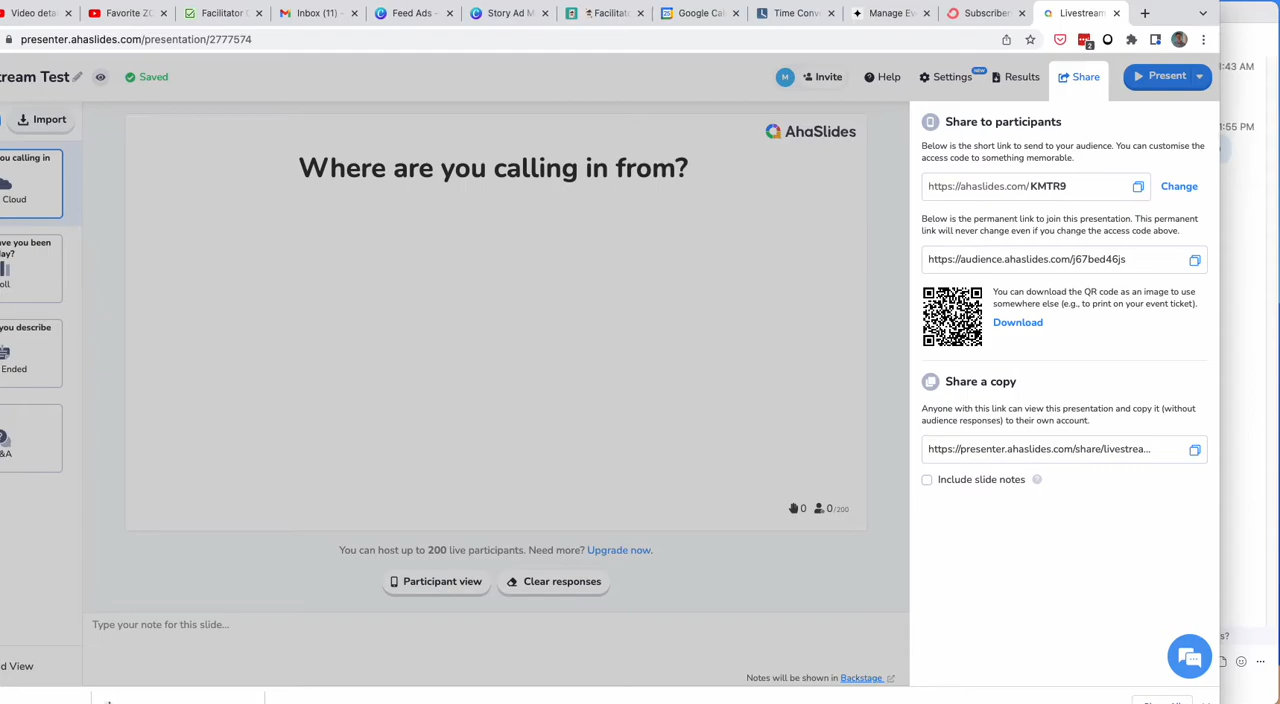 Video detai
Favorite ZO
Facilitator C
Inbox (11) -
Feed Ads -
Story Ad M
Facilitato
Google Cal
Time Conv
Manage Eve
Subscriber
Livestream
presenter.ahaslides.com/presentation/2777574
2
1:43 AM
ream Test
Saved
M
Invite
Help
Settings
NEW
Results
Share
Present
Import
1:55 PM
you calling in
Cloud
ave you been
day?
oll
you describe
Ended
&A
d View
AhaSlides
Where are you calling in from?
0
0/200
You can host up to 200 live participants. Need more? Upgrade now.
Participant view
Clear responses
Type your note for this slide...
Notes will be shown in Backstage
Share to participants
Below is the short link to send to your audience. You can customise the
access code to something memorable.
https://ahaslides.com/ KMTR9
Change
Below is the permanent link to join this presentation. This permanent
link will never change even if you change the access code above.
https://audience.ahaslides.com/j67bed46js
You can download the QR code as an image to use
somewhere else (e.g., to print on your event ticket).
Download
Share a copy
Anyone with this link can view this presentation and copy it (without
audience responses) to their own account.
https://presenter.ahaslides.com/share/livestrea...
Include slide notes
s?